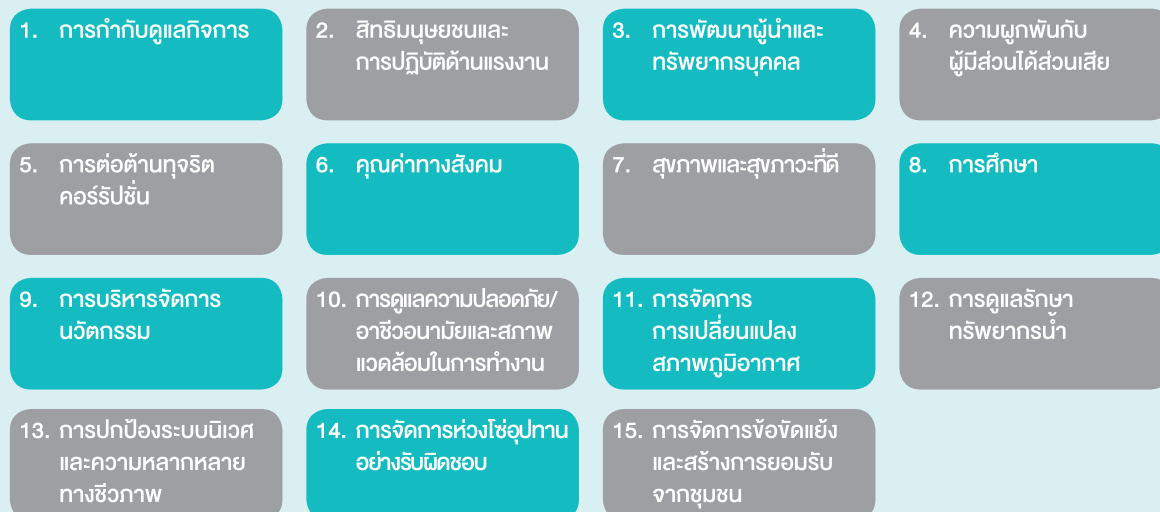 1. การกำกับดูแลกิจการ
2. สิทธิมนุษยชนและ
การปฏิบัติด้านแรงงาน
3. การพัฒนาผู้นำและ
ทรัพยากรบุคคล
4. ความผูกพันกับ
ผู้มีส่วนได้ส่วนเสีย
5. การต่อต้านทุจริต
คอร์รัปชั่น
6. คุณค่าทางสังคม
7. สุขภาพและสุขภาวะที่ดี
8. การศึกษา
9. การบริหารจัดการ
นวัตกรรม
10. การดูแลความปลอดภัย/
อาชีวอนามัยและสภาพ
แวดล้อมในการทำงาน
11. การจัดการ
การเปลี่ยนแปลง
สภาพภูมิอากาศ
12. การดูแลรักษา
ทรัพยากรน้ำ
13. การปกป้องระบบนิเวศ
และความหลากหลาย
ทางชีวภาพ
14. การจัดการห่วงโซ่อุปทาน
อย่างรับผิดชอบ
15. การจัดการข้อขัดแย้ง
และสร้างการยอมรับ
จากชุมชน